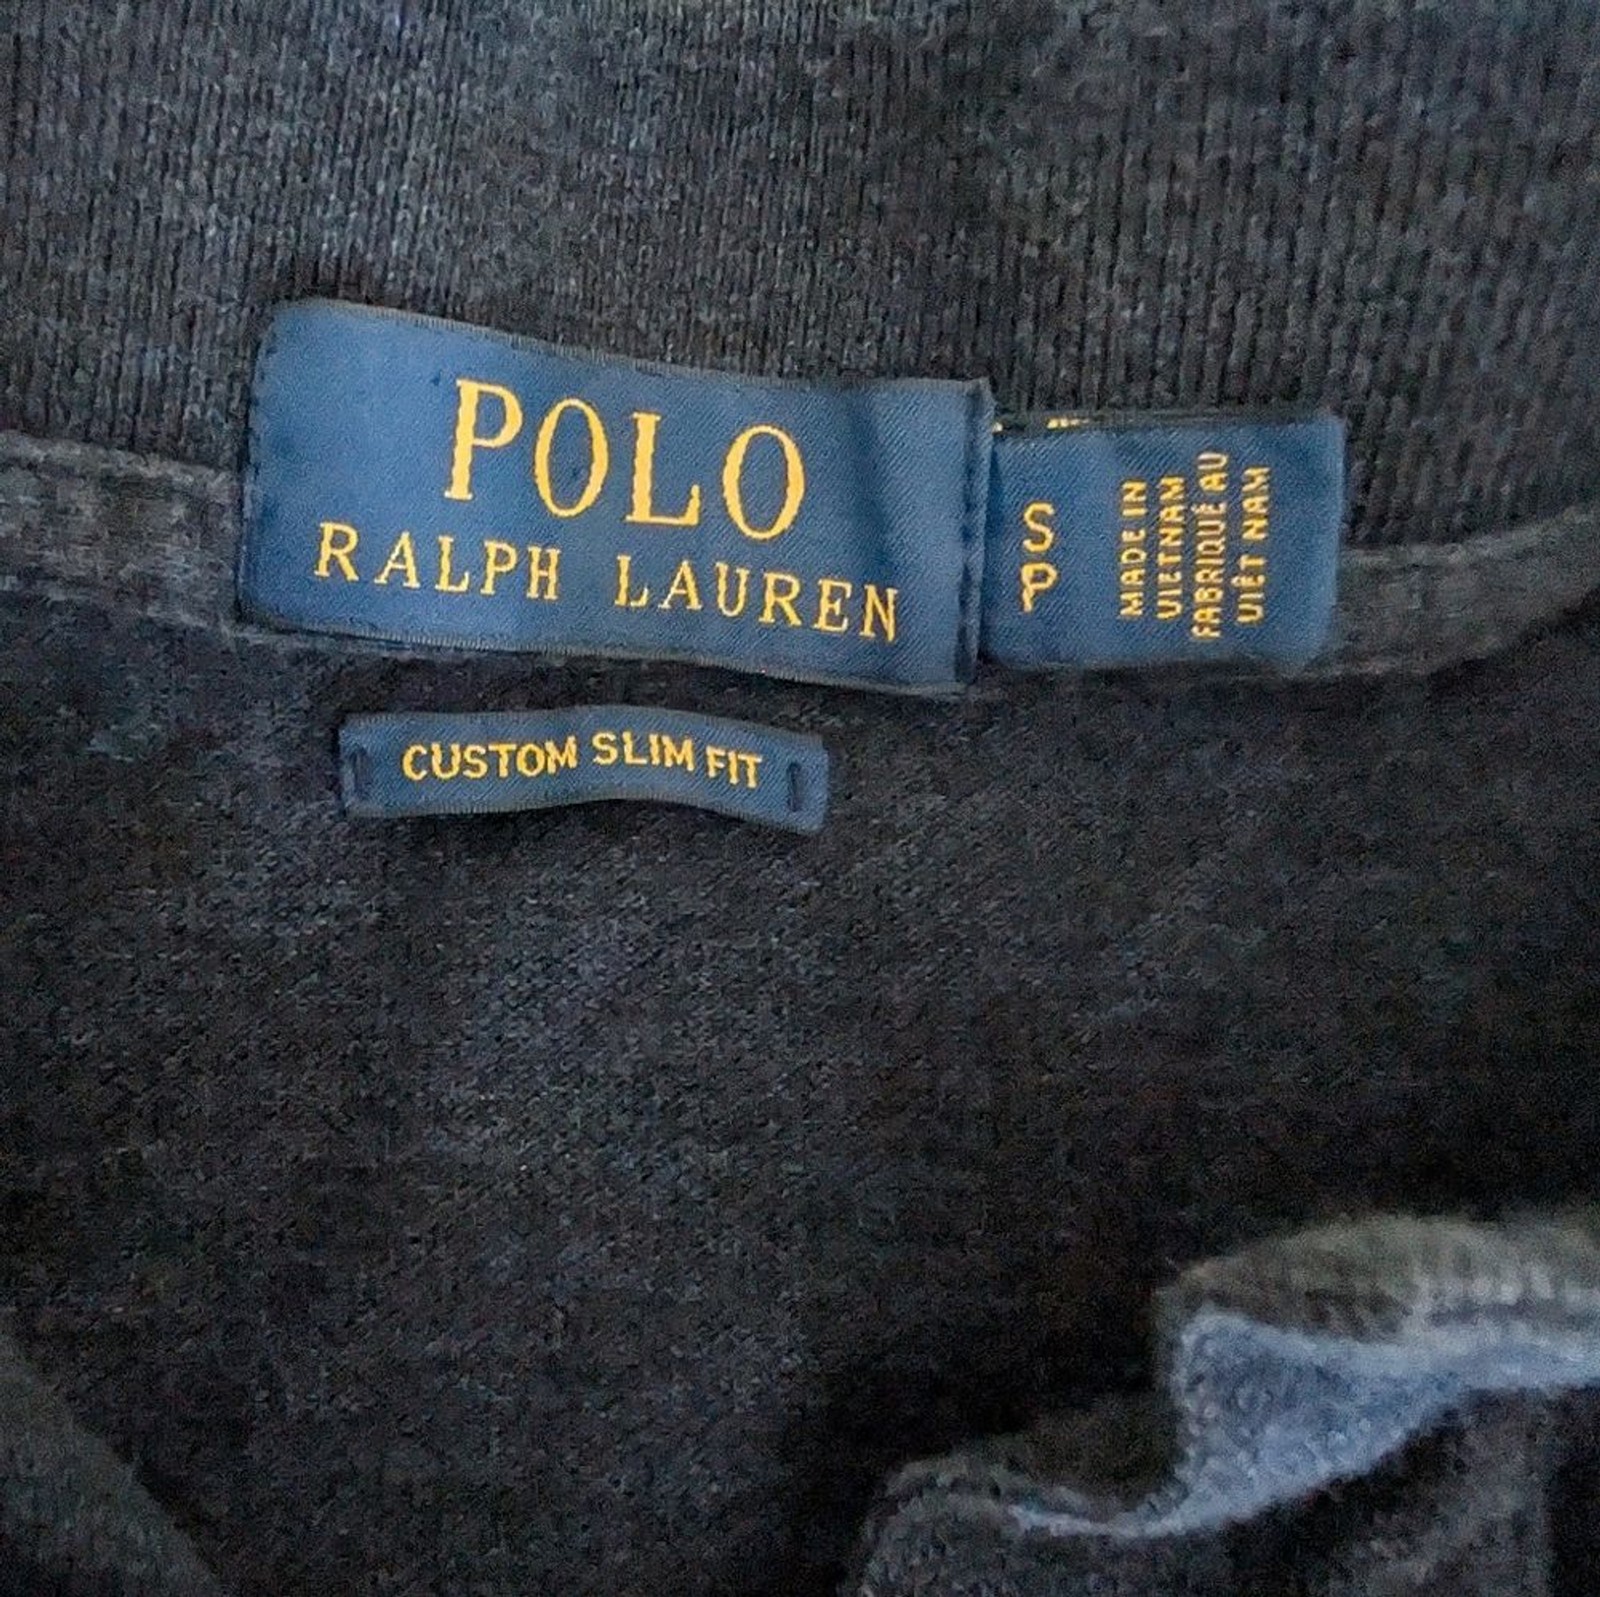 POLO
RALPH LAUREN
S
P
MADE IN
VIETNAM
FABRIQUÉ AU
VIÊT NAM
CUSTOM SLIM FIT